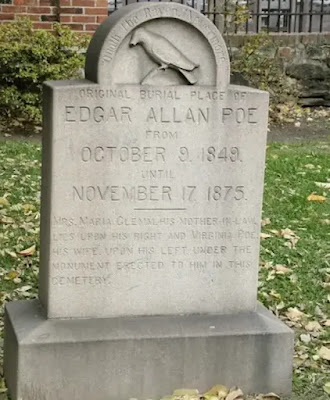 ORIGINAL BURIAL PLACE OF
EDGAR ALLAN POE
FROM
OCTOBER 9, 1849,
UNTIL
NOVEMBER 17, 1875.
MRS. MARIA CLEMM, HIS MOTHER-IN-LAW,
LIES UPON HIS RIGHT AND VIRGINIA POE,
HIS WIFE, UPON HIS LEFT, UNDER THE
MONUMENT ERECTED TO HIM IN THIS
CEMETERY.